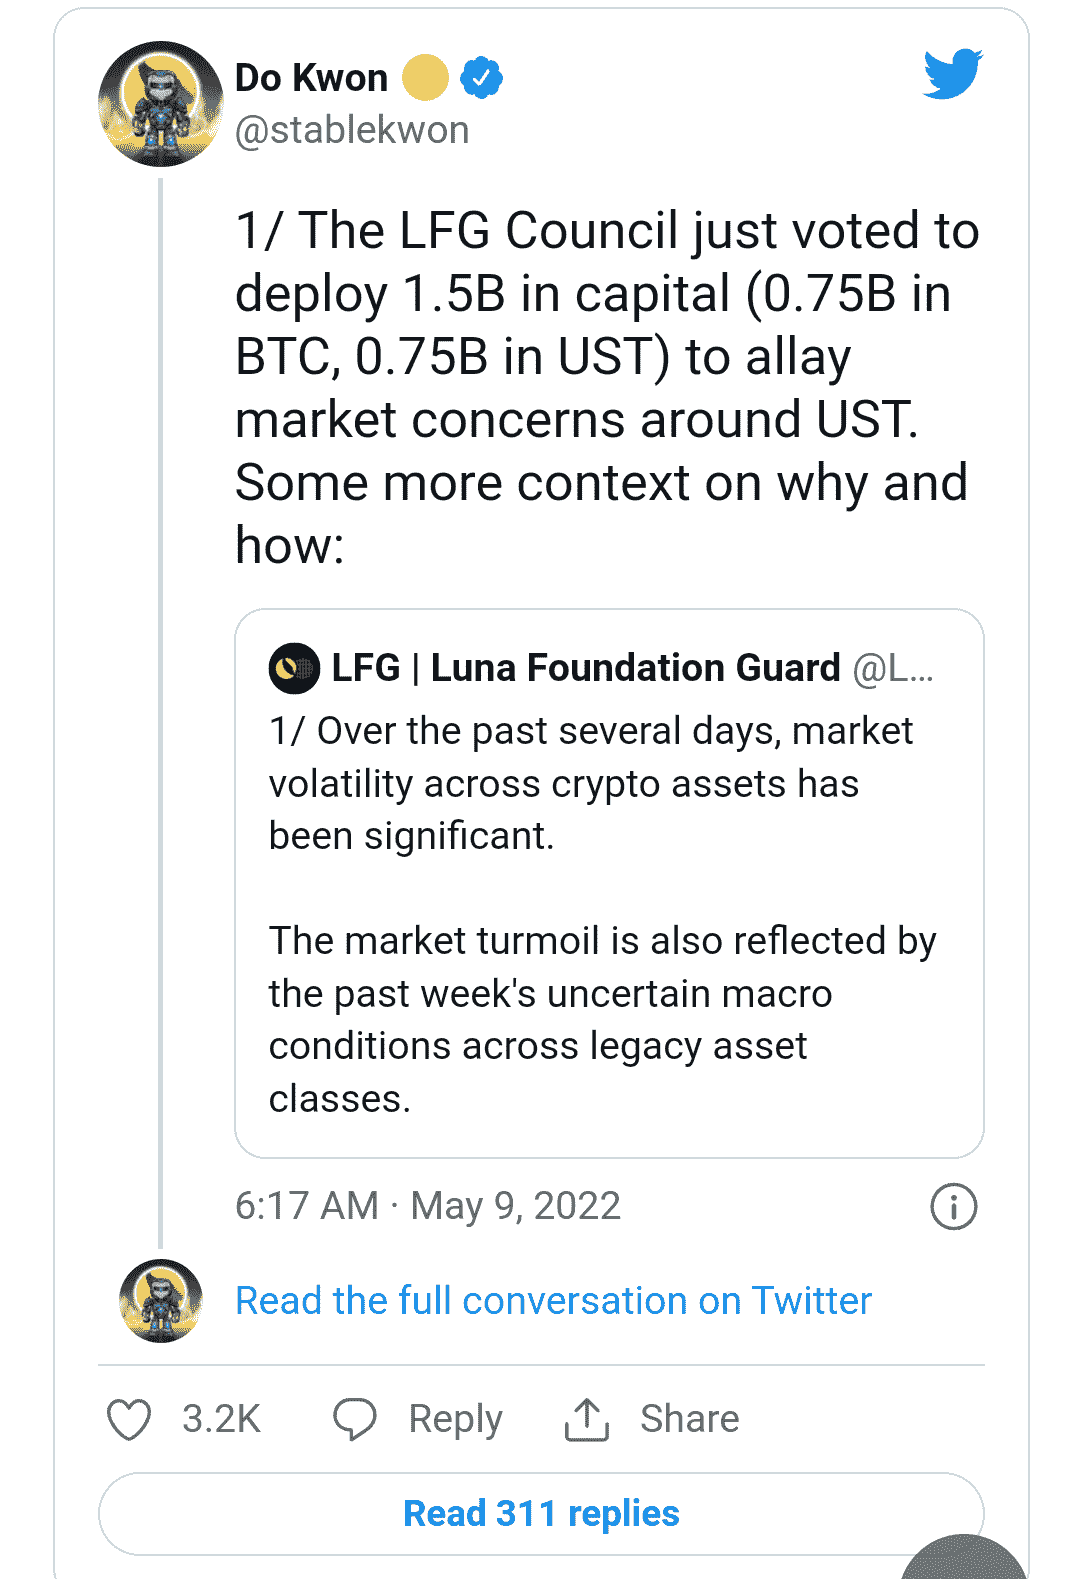 Do Kwon
@stablekwon
1/ The LFG Council just voted to
deploy 1.5B in capital (0.75B in
BTC, 0.75B in UST) to allay
market concerns around UST.
Some more context on why and
how:
LFG | Luna Foundation Guard @L...
1/ Over the past several days, market
volatility across crypto assets has
been significant.
The market turmoil is also reflected by
the past week's uncertain macro
conditions across legacy asset
classes.
6:17 AM · May 9, 2022
Read the full conversation on Twitter
3.2K Reply Share
Read 311 replies